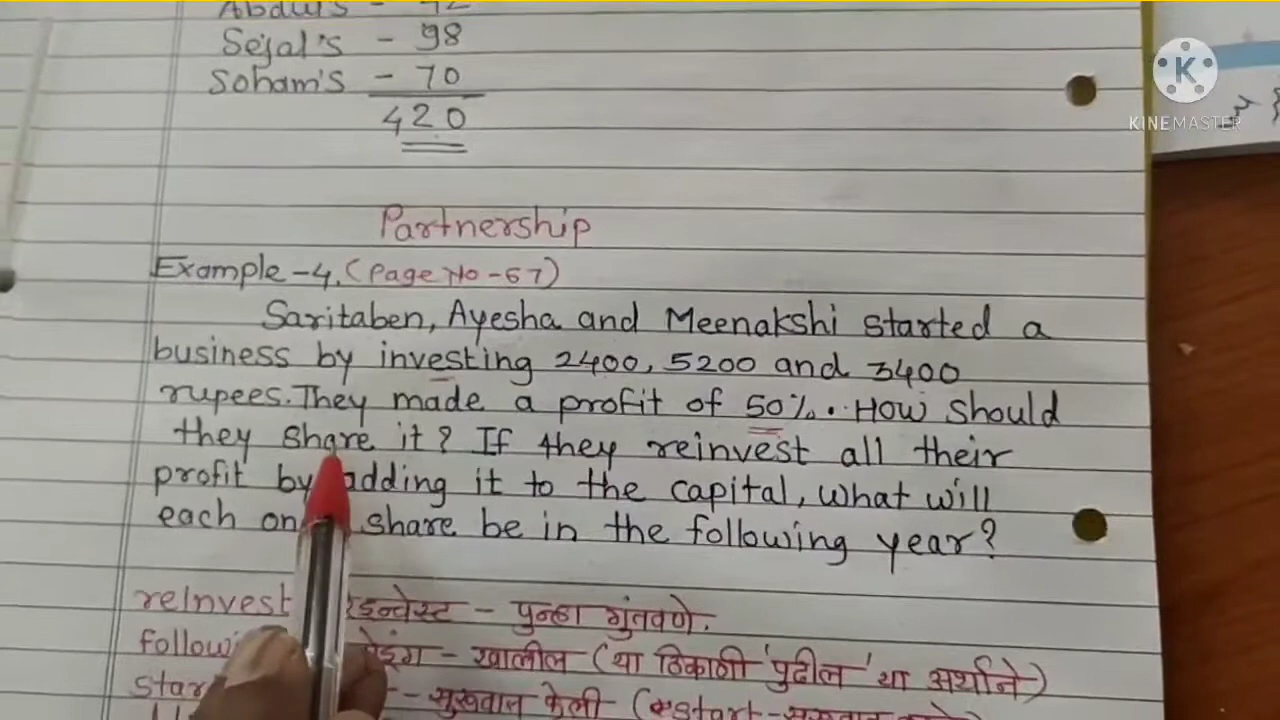 Abdul's -
Sejal's - 98
Soham's - 70
420
K
KINEMASTER
Partnership
Example-4. (Page No-67)
Saritaben, Ayesha and Meenakshi started a
business by investing 2400, 5200 and 3400
rupees. They made a profit of 50%. How should
they share it? If they reinvest all their
profit by adding it to the capital, what will
each share be in the following year?
reInvest रिइन्वेस्ट - पुन्हा गुंतवणे.
- खालील (या ठिकाणी 'पुढील' या अर्थाने)
- सुरुवात केली (start-